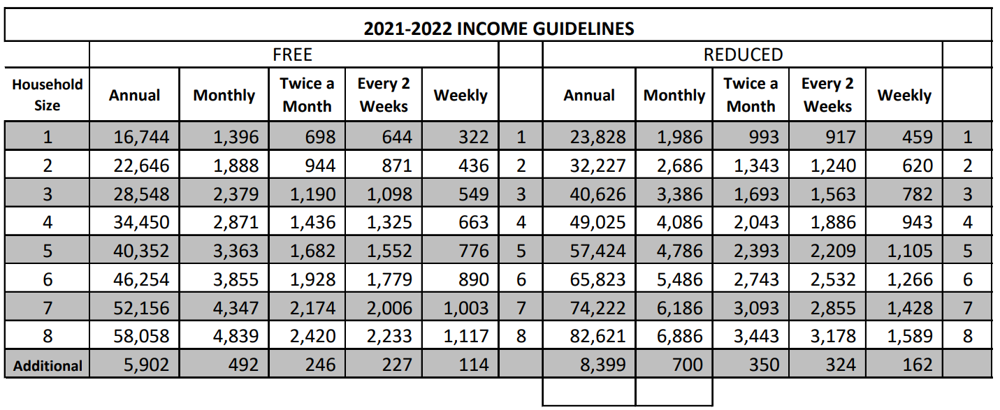 2021-2022 INCOME GUIDELINES
FREE REDUCED
Household Size Annual Monthly Twice a Month Every 2 Weeks Weekly Annual Monthly Twice a Month Every 2 Weeks Weekly
1 16,744 1,396 698 644 322 1 23,828 1,986 993 917 459 1
2 22,646 1,888 944 871 436 2 32,227 2,686 1,343 1,240 620 2
3 28,548 2,379 1,190 1,098 549 3 40,626 3,386 1,693 1,563 782 3
4 34,450 2,871 1,436 1,325 663 4 49,025 4,086 2,043 1,886 943 4
5 40,352 3,363 1,682 1,552 776 5 57,424 4,786 2,393 2,209 1,105 5
6 46,254 3,855 1,928 1,779 890 6 65,823 5,486 2,743 2,532 1,266 6
7 52,156 4,347 2,174 2,006 1,003 7 74,222 6,186 3,093 2,855 1,428 7
8 58,058 4,839 2,420 2,233 1,117 8 82,621 6,886 3,443 3,178 1,589 8
Additional 5,902 492 246 227 114 8,399 700 350 324 162